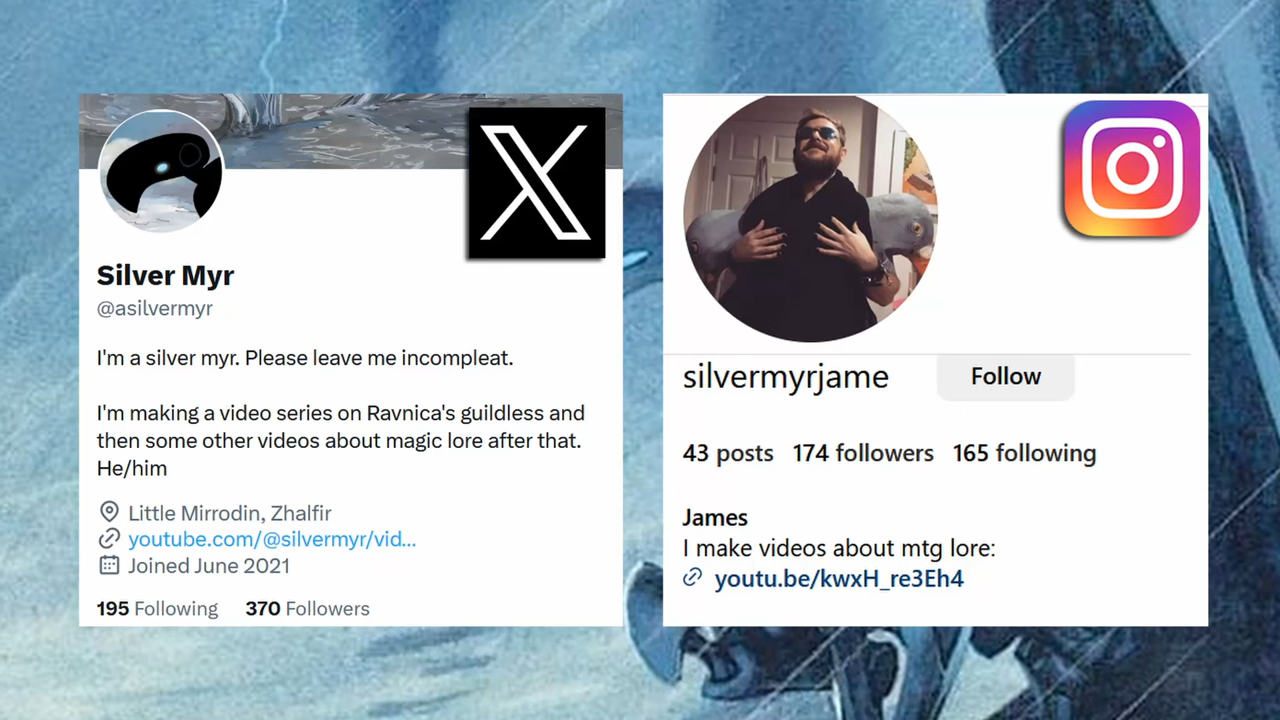 Silver Myr
@asilvermyr
I'm a silver myr. Please leave me incompleat.
I'm making a video series on Ravnica's guildless and
then some other videos about magic lore after that.
He/him
Little Mirrodin, Zhalfir
youtube.com/@silvermyr/vid...
Joined June 2021
195 Following 370 Followers
silvermyrjame Follow
43 posts 174 followers 165 following
James
I make videos about mtg lore:
youtu.be/kwxH_re3Eh4